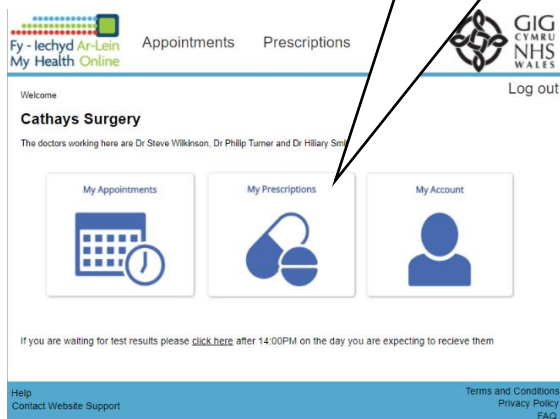 Fy - Iechyd Ar-Lein
My Health Online
Appointments
Prescriptions
GIG
CYMRU
NHS
WALES
Log out
Welcome
Cathays Surgery
The doctors working here are Dr Steve Wilkinson, Dr Philip Turner and Dr Hiliary
My Appointments
My Prescriptions
My Account
If you are waiting for test results please click here after 14:00PM on the day you are expecting to recieve them
Help
Contact Website Support
Terms and Conditions
Privacy Policy
FAQ